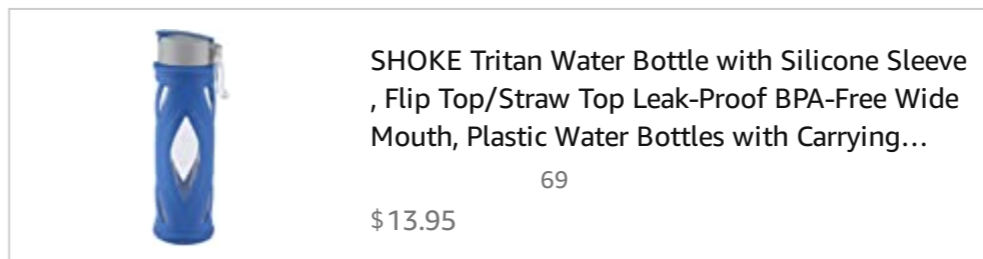 SHOKE Tritan Water Bottle with Silicone Sleeve
, Flip Top/Straw Top Leak-Proof BPA-Free Wide
Mouth, Plastic Water Bottles with Carrying...
69
$13.95